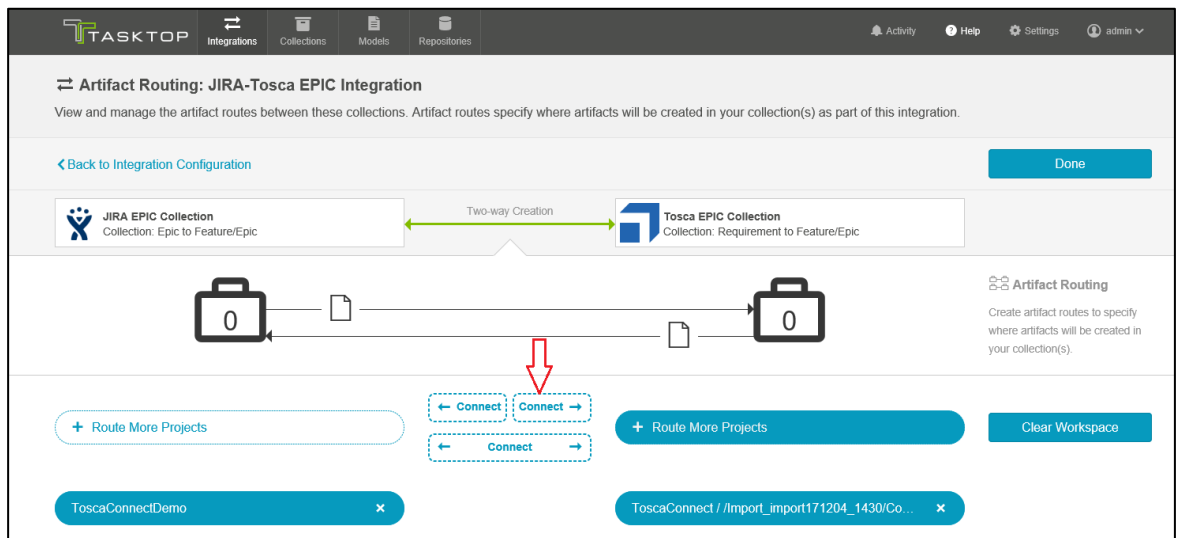 TASKTOP
Integrations
Collections
Models
Repositories
Activity
Help
Settings
admin
Artifact Routing: JIRA-Tosca EPIC Integration
View and manage the artifact routes between these collections. Artifact routes specify where artifacts will be created in your collection(s) as part of this integration.
Back to Integration Configuration
Done
JIRA EPIC Collection
Collection: Epic to Feature/Epic
Two-way Creation
Tosca EPIC Collection
Collection: Requirement to Feature/Epic
0
0
Artifact Routing
Create artifact routes to specify
where artifacts will be created in
your collection(s).
+ Route More Projects
← Connect
Connect →
← Connect →
+ Route More Projects
Clear Workspace
ToscaConnectDemo ×
ToscaConnect / /Import_import171204_1430/Co... ×